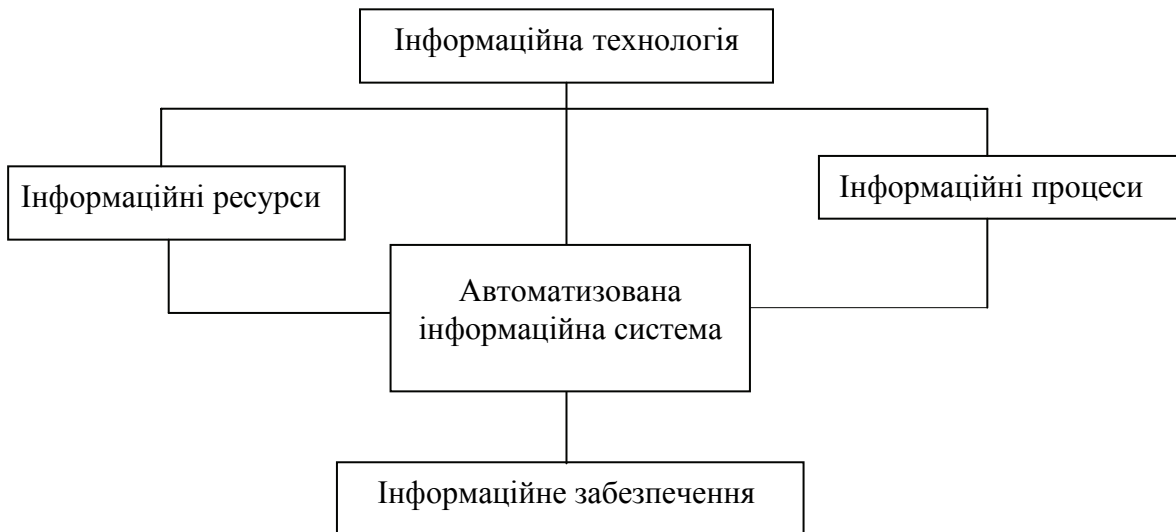 Інформаційна технологія
Інформаційні ресурси
Інформаційні процеси
Автоматизована
інформаційна система
Інформаційне забезпечення